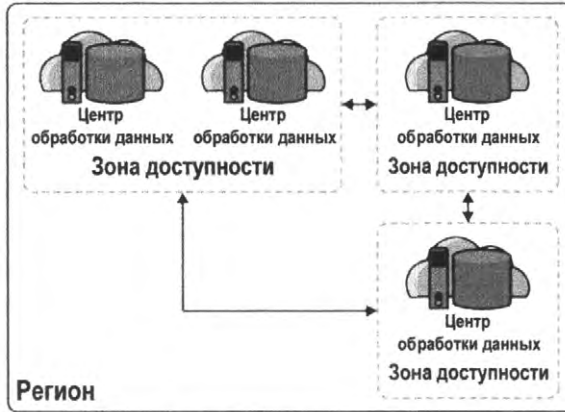 Центр
обработки данных
Центр
обработки данных
Зона доступности
Центр
обработки данных
Зона доступности
Центр
обработки данных
Зона доступности
Регион